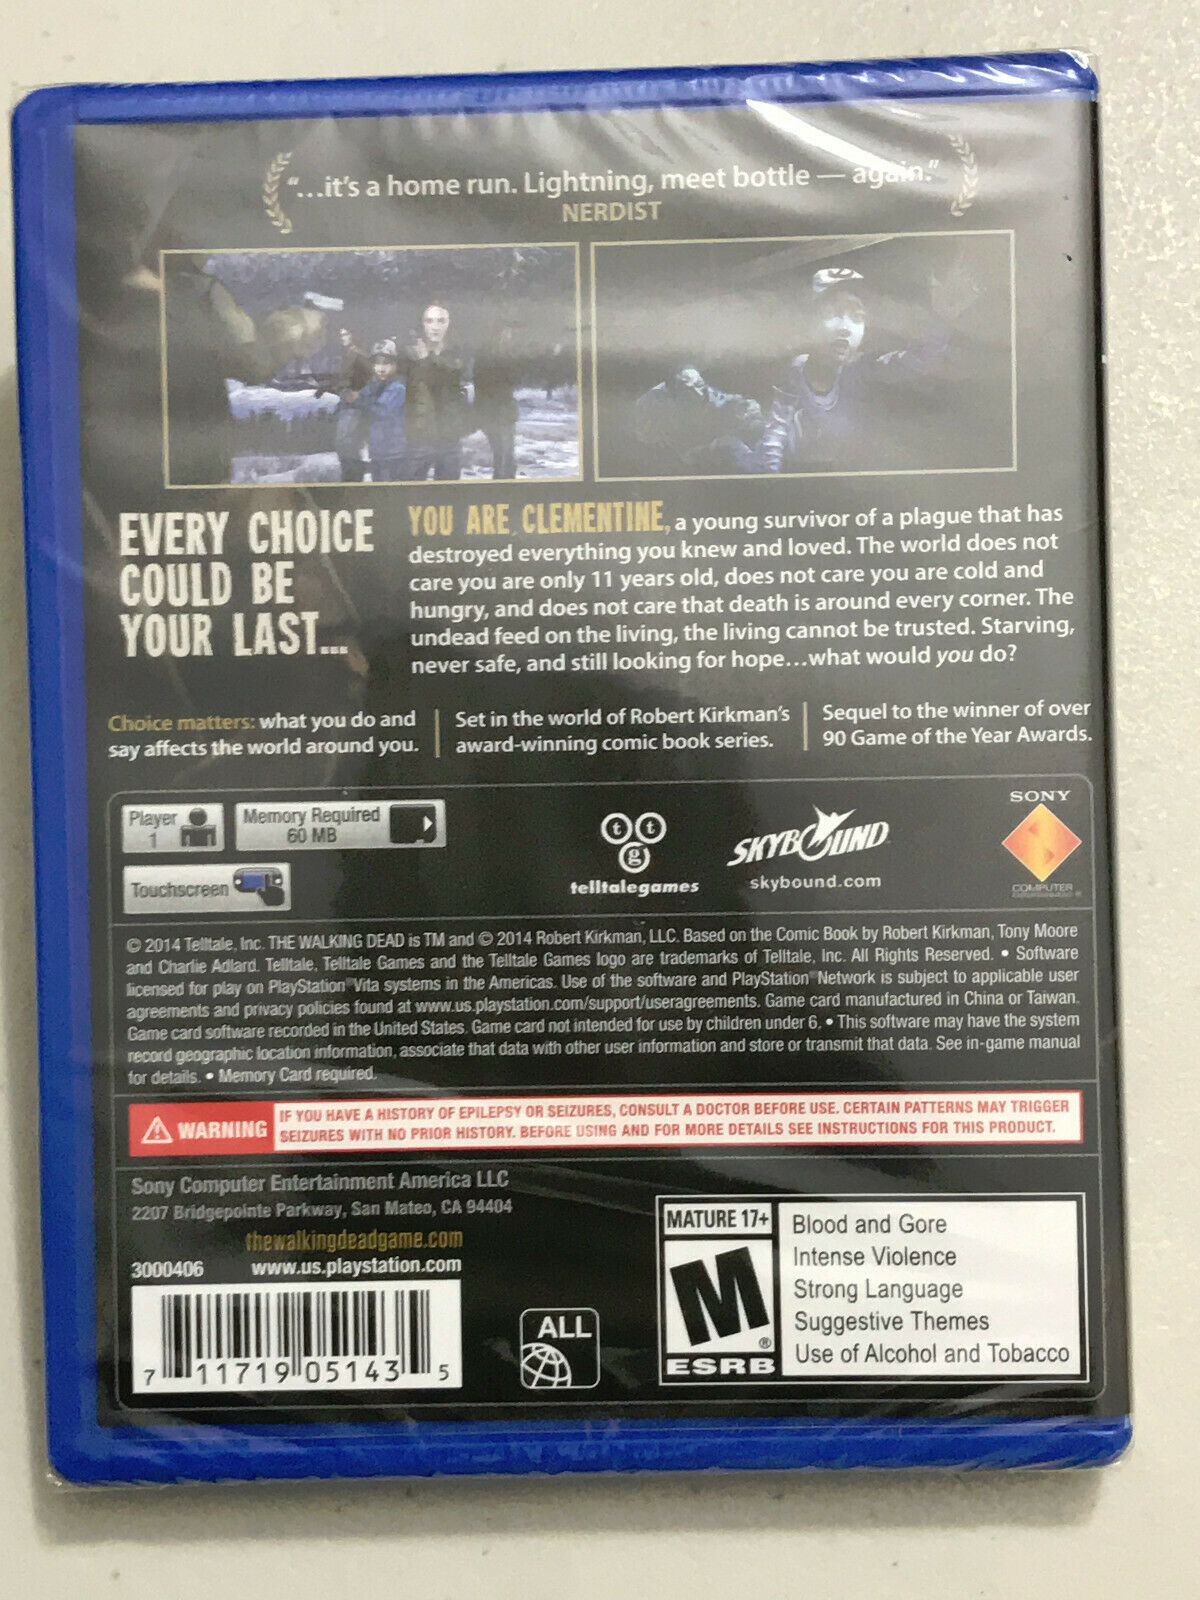 "...it's a home run. Lightning, meet bottle — again."
NERDIST
EVERY CHOICE
COULD BE
YOUR LAST...
YOU ARE CLEMENTINE, a young survivor of a plague that has
destroyed everything you knew and loved. The world does not
care you are only 11 years old, does not care you are cold and
hungry, and does not care that death is around every corner. The
undead feed on the living, the living cannot be trusted. Starving,
never safe, and still looking for hope...what would you do?
Choice matters: what you do and
say affects the world around you.
Set in the world of Robert Kirkman's
award-winning comic book series.
Sequel to the winner of over
90 Game of the Year Awards.
Player
1
Memory Required
60 MB
Touchscreen
ttg
telltalegames
SKYBOUND
skybound.com
SONY
COMPUTER
© 2014 Telltale, Inc. THE WALKING DEAD is TM and © 2014 Robert Kirkman, LLC. Based on the Comic Book by Robert Kirkman, Tony Moore
and Charlie Adlard. Telltale, Telltale Games and the Telltale Games logo are trademarks of Telltale, Inc. All Rights Reserved. • Software
licensed for play on PlayStation®Vita systems in the Americas. Use of the software and PlayStation®Network is subject to applicable user
agreements and privacy policies found at www.us.playstation.com/support/useragreements. Game card manufactured in China or Taiwan.
Game card software recorded in the United States. Game card not intended for use by children under 6. • This software may have the system
record geographic location information, associate that data with other user information and store or transmit that data. See in-game manual
for details. • Memory Card required.
WARNING
IF YOU HAVE A HISTORY OF EPILEPSY OR SEIZURES, CONSULT A DOCTOR BEFORE USE. CERTAIN PATTERNS MAY TRIGGER
SEIZURES WITH NO PRIOR HISTORY. BEFORE USING AND FOR MORE DETAILS SEE INSTRUCTIONS FOR THIS PRODUCT.
Sony Computer Entertainment America LLC
2207 Bridgepointe Parkway, San Mateo, CA 94404
thewalkingdeadgame.com
3000406 www.us.playstation.com
7 11719 05143 5
ALL
MATURE 17+
M
®
ESRB
Blood and Gore
Intense Violence
Strong Language
Suggestive Themes
Use of Alcohol and Tobacco